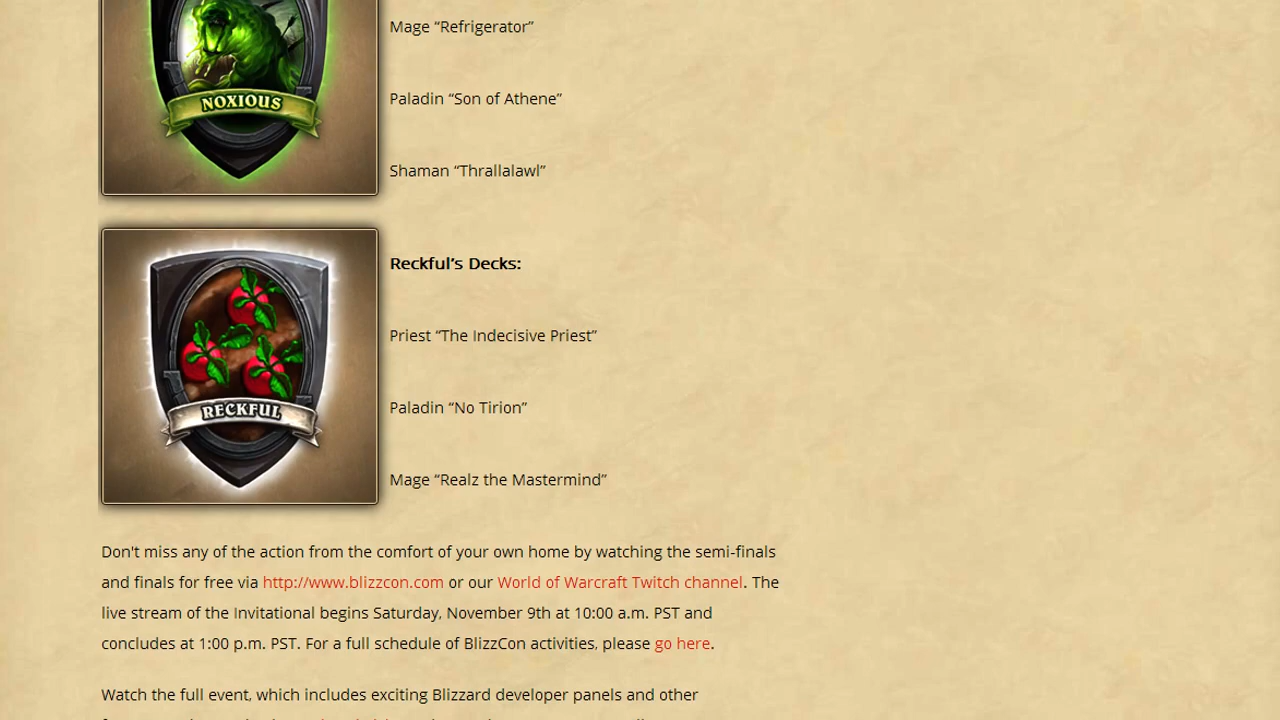 Mage “Refrigerator”
NOXIOUS
Paladin “Son of Athene”
Shaman “Thrallalawl”
Reckful’s Decks:
Priest “The Indecisive Priest”
RECKFUL
Paladin “No Tirion”
Mage “Realz the Mastermind”
Don't miss any of the action from the comfort of your own home by watching the semi-finals
and finals for free via http://www.blizzcon.com or our World of Warcraft Twitch channel. The
live stream of the Invitational begins Saturday, November 9th at 10:00 a.m. PST and
concludes at 1:00 p.m. PST. For a full schedule of BlizzCon activities, please go here.
Watch the full event, which includes exciting Blizzard developer panels and other